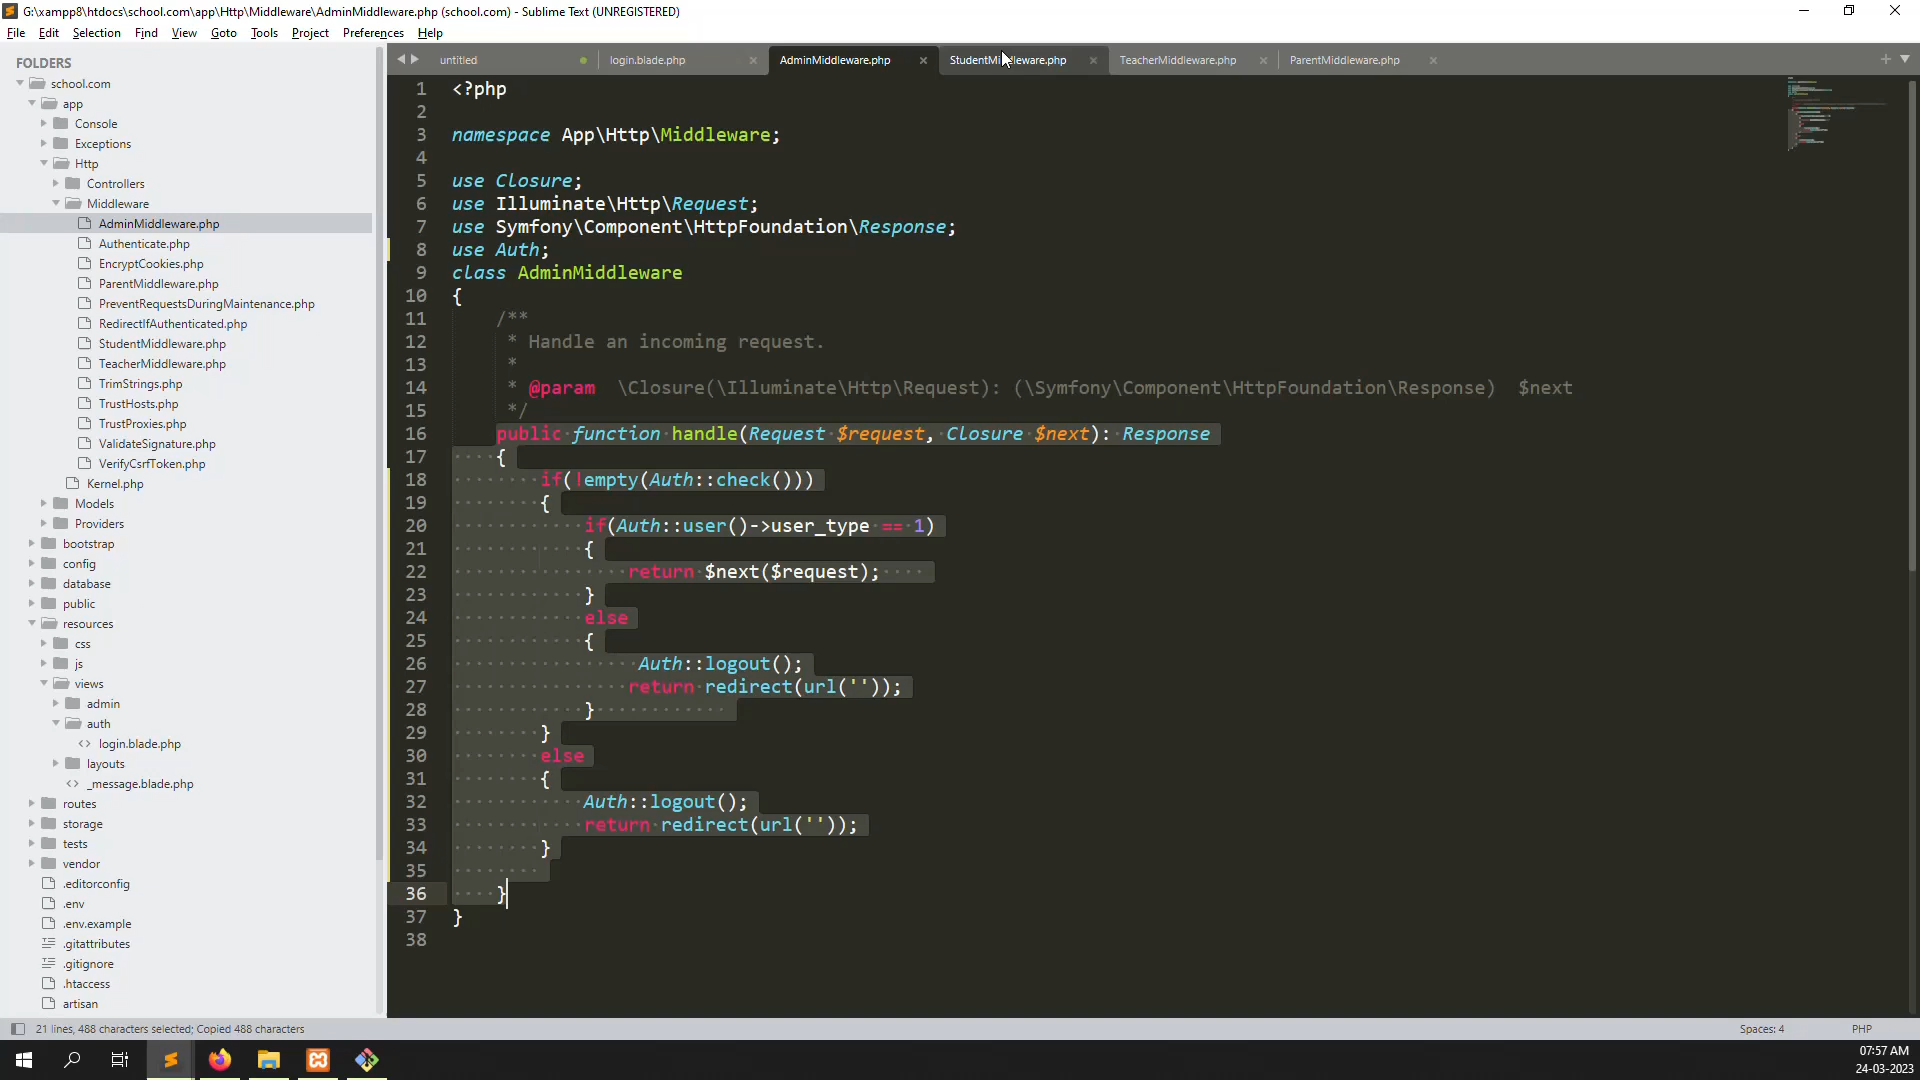 G:\xampp8\htdocs\school.com\app\Http\Middleware\AdminMiddleware.php (school.com) - Sublime Text (UNREGISTERED)
File Edit Selection Find View Goto Tools Project Preferences Help
FOLDERS
school.com
app
Console
Exceptions
Http
Controllers
Middleware
AdminMiddleware.php
Authenticate.php
EncryptCookies.php
ParentMiddleware.php
PreventRequestsDuringMaintenance.php
RedirectIfAuthenticated.php
StudentMiddleware.php
TeacherMiddleware.php
TrimStrings.php
TrustHosts.php
TrustProxies.php
ValidateSignature.php
VerifyCsrfToken.php
Kernel.php
Models
Providers
bootstrap
config
database
public
resources
css
js
views
admin
auth
login.blade.php
layouts
_message.blade.php
routes
storage
tests
vendor
.editorconfig
.env
.env.example
.gitattributes
.gitignore
.htaccess
artisan
untitled login.blade.php AdminMiddleware.php StudentMiddleware.php TeacherMiddleware.php ParentMiddleware.php
1 <?php
2
3 namespace App\Http\Middleware;
4
5 use Closure;
6 use Illuminate\Http\Request;
7 use Symfony\Component\HttpFoundation\Response;
8 use Auth;
9 class AdminMiddleware
10 {
11 /**
12 * Handle an incoming request.
13 *
14 * @param \Closure(\Illuminate\Http\Request): (\Symfony\Component\HttpFoundation\Response) $next
15 */
16 public function handle(Request $request, Closure $next): Response
17 {
18 if(!empty(Auth::check()))
19 {
20 if(Auth::user()->user_type == 1)
21 {
22 return $next($request);
23 }
24 else
25 {
26 Auth::logout();
27 return redirect(url(''));
28 }
29 }
30 else
31 {
32 Auth::logout();
33 return redirect(url(''));
34 }
35
36 }
37 }
38
21 lines, 488 characters selected; Copied 488 characters Spaces: 4 PHP
07:57 AM
24-03-2023